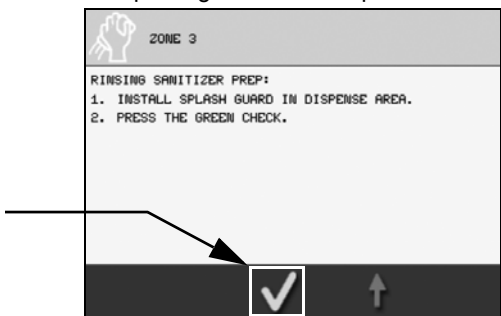 ZONE 3
RINSING SANITIZER PREP:
1. INSTALL SPLASH GUARD IN DISPENSE AREA.
2. PRESS THE GREEN CHECK.